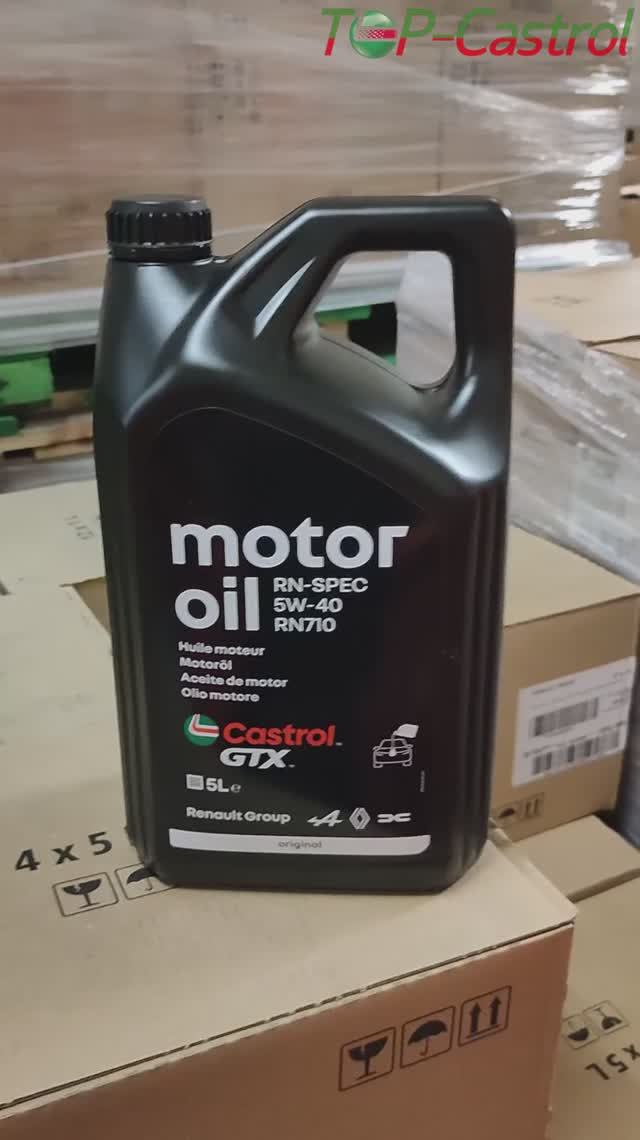 TOP-Castrol
motor
oil
RN-SPEC
5W-40
RN710
Huile moteur
Motoröl
Aceite de motor
Olio motore
Castrol
GTX
5L e
Renault Group
original
4 x 5
x 5L